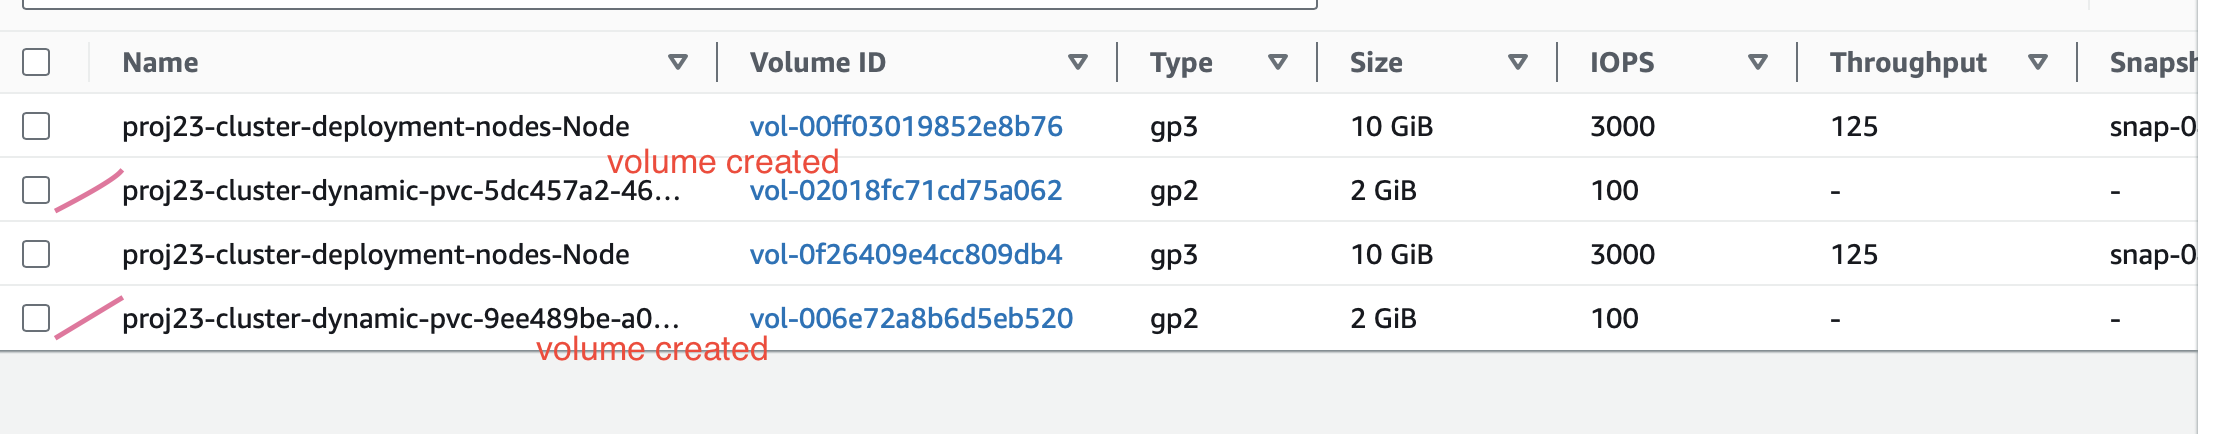 Name Volume ID Type Size IOPS Throughput Snapsh
proj23-cluster-deployment-nodes-Node vol-00ff03019852e8b76 gp3 10 GiB 3000 125 snap-0
volume created
proj23-cluster-dynamic-pvc-5dc457a2-46... vol-02018fc71cd75a062 gp2 2 GiB 100 - -
proj23-cluster-deployment-nodes-Node vol-0f26409e4cc809db4 gp3 10 GiB 3000 125 snap-0
proj23-cluster-dynamic-pvc-9ee489be-a0... vol-006e72a8b6d5eb520 gp2 2 GiB 100 - -
volume created